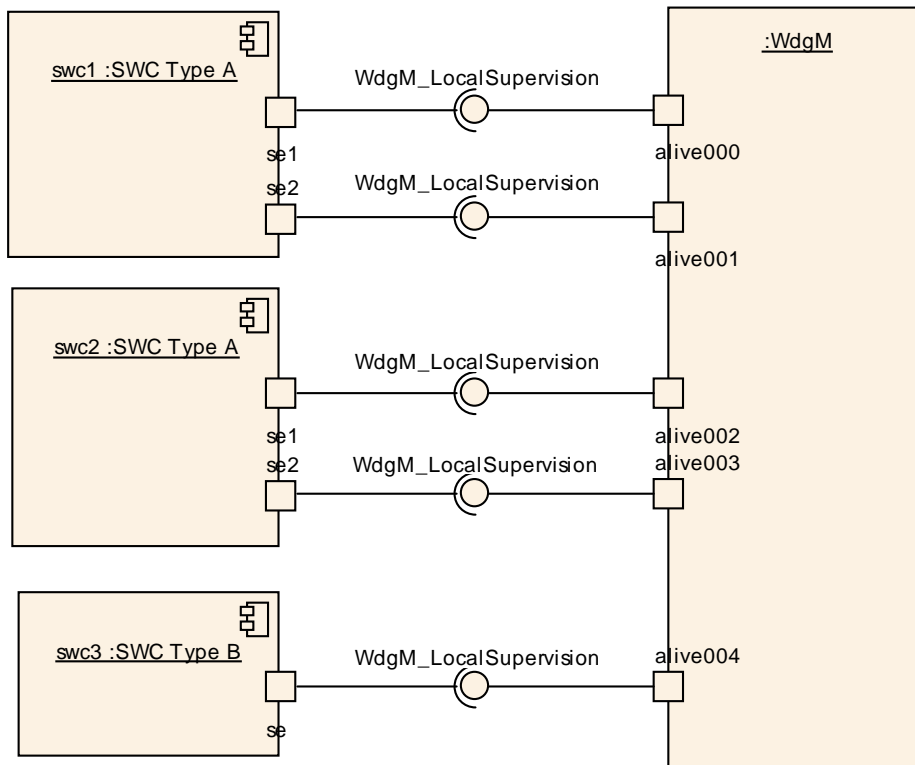 :WdgM
swc1 :SWC Type A
WdgM_LocalSupervision
se1
alive000
se2
WdgM_LocalSupervision
alive001
swc2 :SWC Type A
WdgM_LocalSupervision
se1
alive002
se2
WdgM_LocalSupervision
alive003
swc3 :SWC Type B
WdgM_LocalSupervision
alive004
se